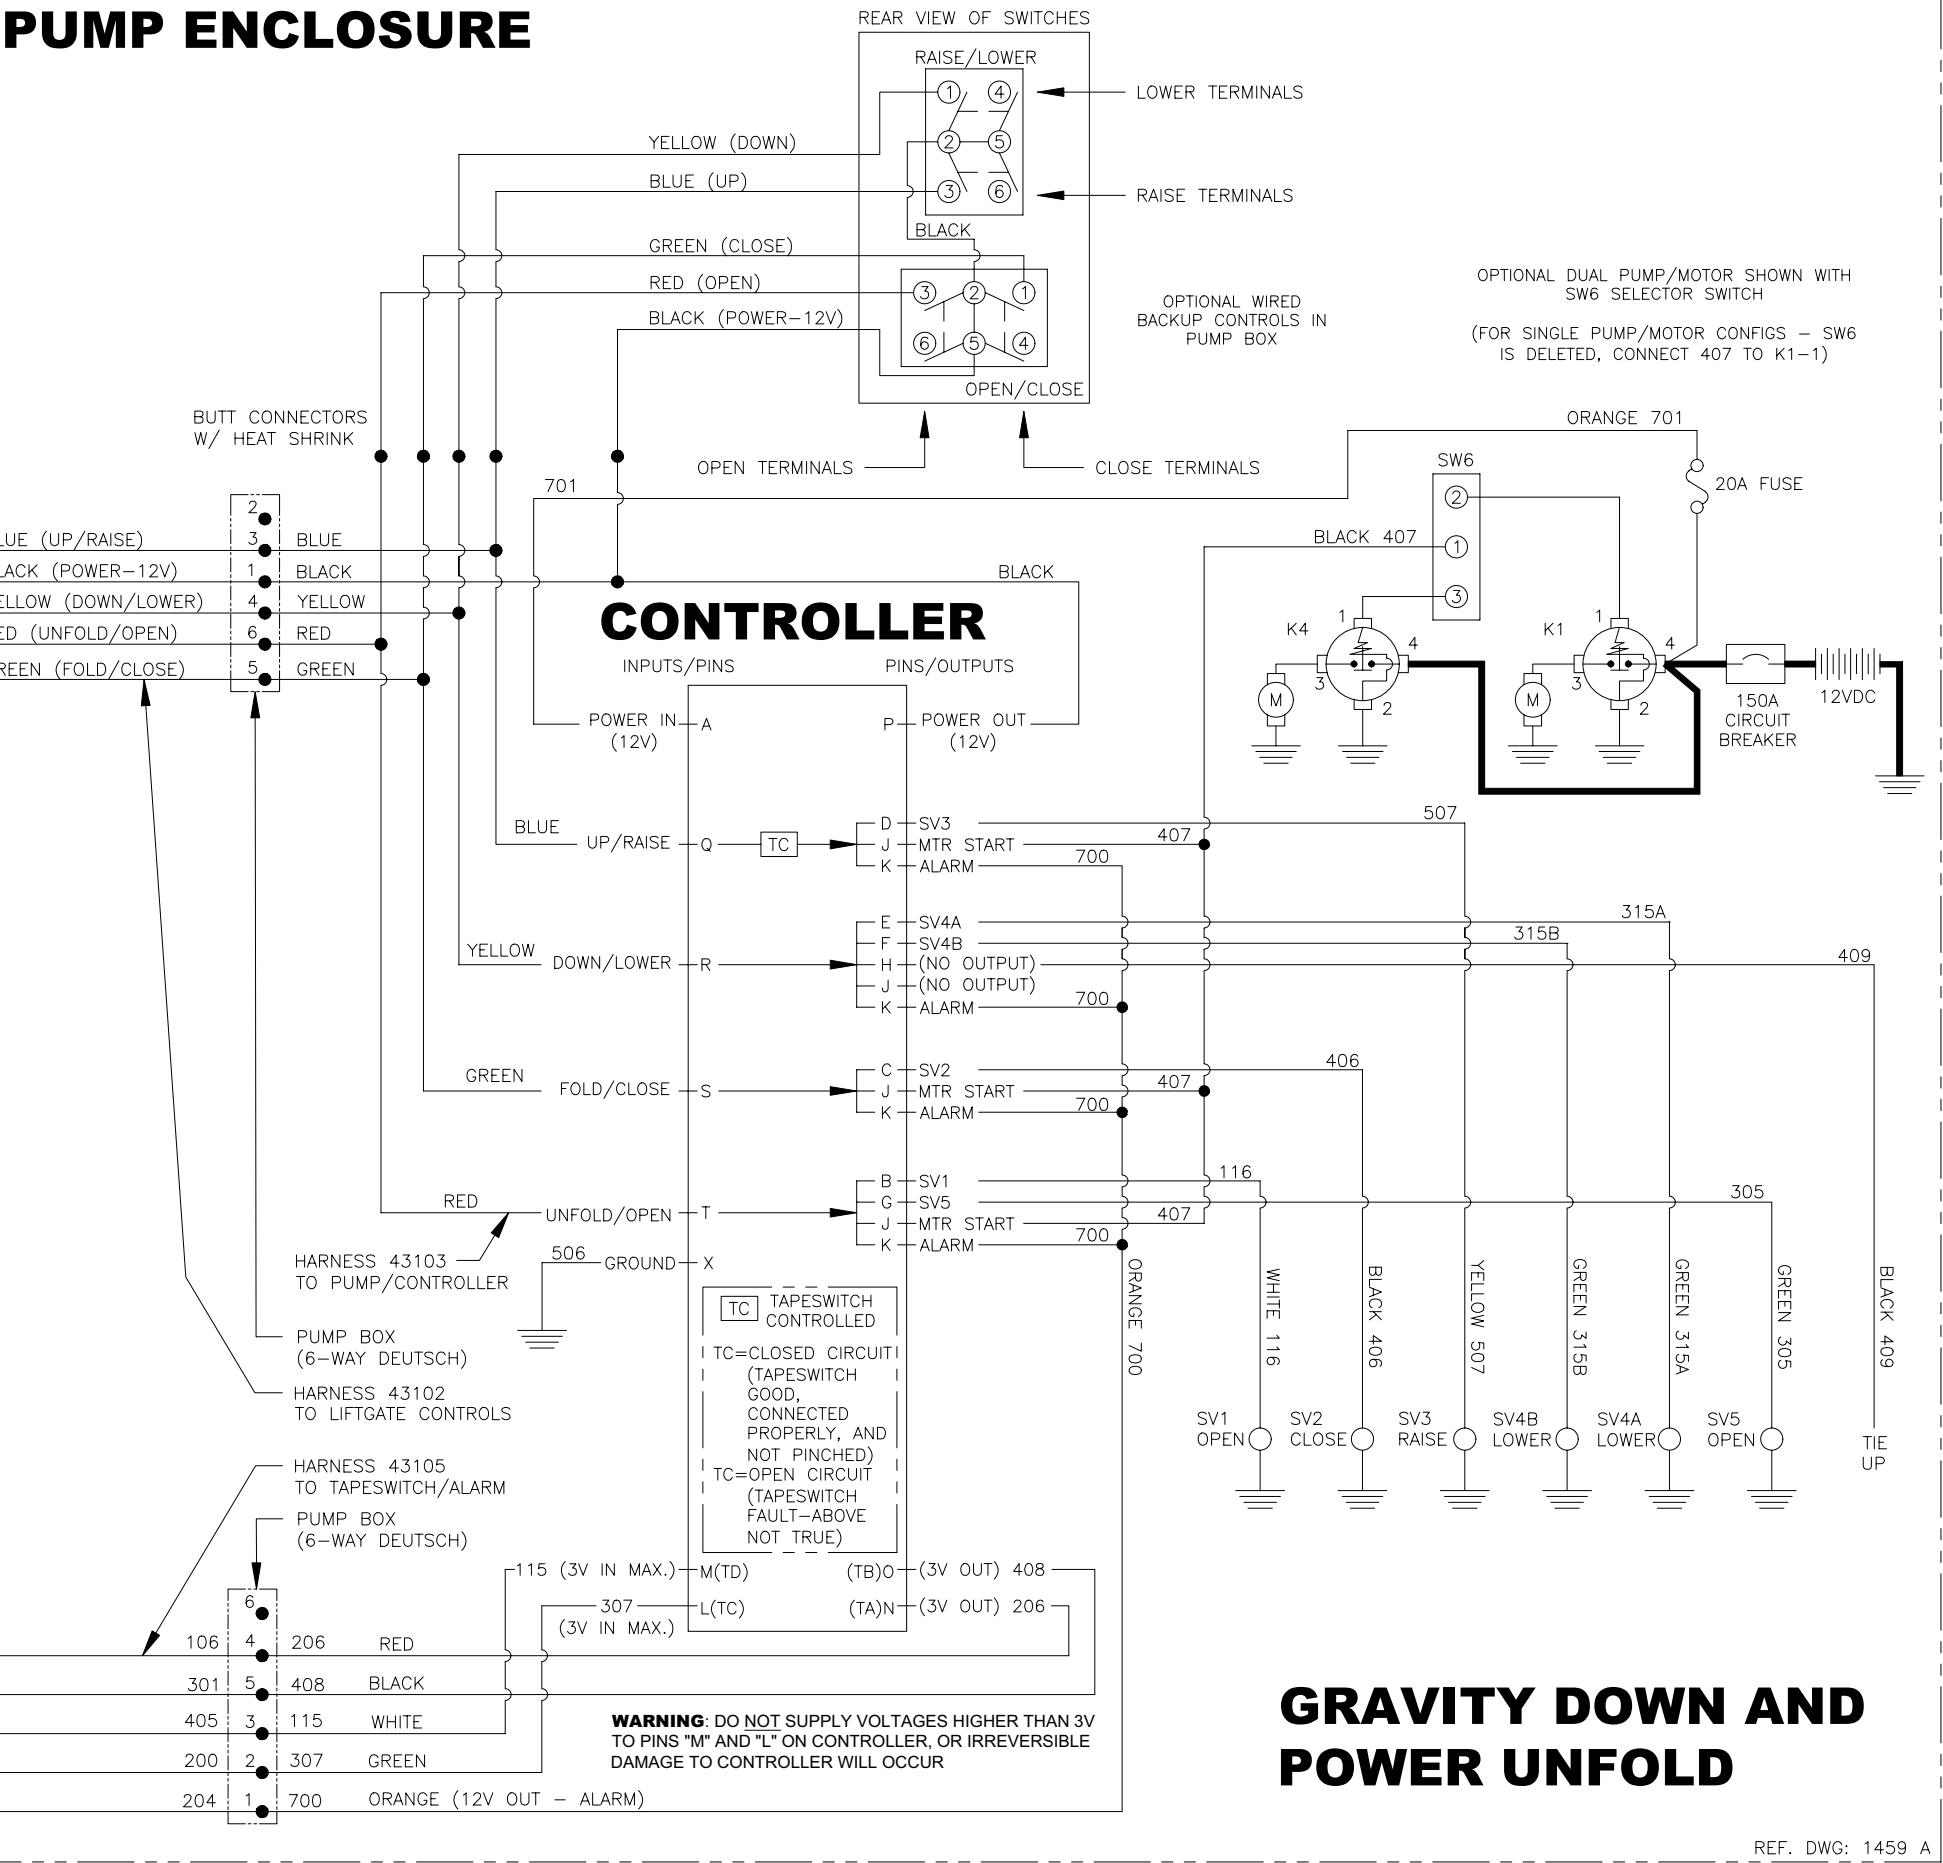 PUMP ENCLOSURE
REAR VIEW OF SWITCHES
RAISE/LOWER
1
4
LOWER TERMINALS
2
5
YELLOW (DOWN)
BLUE (UP)
3
6
RAISE TERMINALS
BLACK
GREEN (CLOSE)
RED (OPEN)
3
2
1
BLACK (POWER-12V)
6
5
4
OPEN/CLOSE
OPTIONAL WIRED
BACKUP CONTROLS IN
PUMP BOX
OPTIONAL DUAL PUMP/MOTOR SHOWN WITH
SW6 SELECTOR SWITCH
(FOR SINGLE PUMP/MOTOR CONFIGS - SW6
IS DELETED, CONNECT 407 TO K1-1)
BUTT CONNECTORS
W/ HEAT SHRINK
OPEN TERMINALS
CLOSE TERMINALS
ORANGE 701
SW6
20A FUSE
701
2
BLACK 407
1
3
2
LUE (UP/RAISE)
3
BLUE
LACK (POWER-12V)
1
BLACK
BLACK
ELLOW (DOWN/LOWER)
4
YELLOW
ED (UNFOLD/OPEN)
6
RED
REEN (FOLD/CLOSE)
5
GREEN
CONTROLLER
INPUTS/PINS
PINS/OUTPUTS
K4
1
4
3
2
M
K1
1
4
3
2
M
150A
CIRCUIT
BREAKER
12VDC
POWER IN
(12V)
A
P
POWER OUT
(12V)
BLUE
UP/RAISE
Q
TC
D
SV3
507
J
MTR START
407
K
ALARM
700
YELLOW
DOWN/LOWER
R
E
SV4A
315A
F
SV4B
315B
H
(NO OUTPUT)
409
J
(NO OUTPUT)
K
ALARM
700
GREEN
FOLD/CLOSE
S
C
SV2
406
J
MTR START
407
K
ALARM
700
RED
UNFOLD/OPEN
T
B
SV1
116
G
SV5
305
J
MTR START
407
K
ALARM
700
506
GROUND
X
HARNESS 43103
TO PUMP/CONTROLLER
PUMP BOX
(6-WAY DEUTSCH)
HARNESS 43102
TO LIFTGATE CONTROLS
HARNESS 43105
TO TAPESWITCH/ALARM
PUMP BOX
(6-WAY DEUTSCH)
TC
TAPESWITCH
CONTROLLED
TC=CLOSED CIRCUIT
(TAPESWITCH
GOOD,
CONNECTED
PROPERLY, AND
NOT PINCHED)
TC=OPEN CIRCUIT
(TAPESWITCH
FAULT-ABOVE
NOT TRUE)
ORANGE 700
WHITE 116
BLACK 406
YELLOW 507
GREEN 315B
GREEN 315A
GREEN 305
BLACK 409
SV1
OPEN
SV2
CLOSE
SV3
RAISE
SV4B
LOWER
SV4A
LOWER
SV5
OPEN
TIE
UP
115 (3V IN MAX.)
M(TD)
(TB)O
(3V OUT) 408
307
(3V IN MAX.)
L(TC)
(TA)N
(3V OUT) 206
6
106
4
206
RED
301
5
408
BLACK
405
3
115
WHITE
200
2
307
GREEN
204
1
700
ORANGE (12V OUT - ALARM)
WARNING: DO NOT SUPPLY VOLTAGES HIGHER THAN 3V
TO PINS "M" AND "L" ON CONTROLLER, OR IRREVERSIBLE
DAMAGE TO CONTROLLER WILL OCCUR
GRAVITY DOWN AND
POWER UNFOLD
REF. DWG: 1459 A